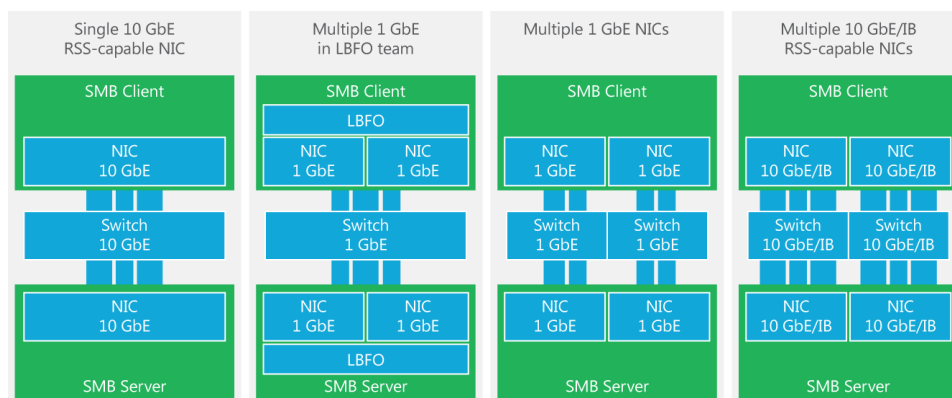 Single 10 GbE
RSS-capable NIC
SMB Client
NIC
10 GbE
Switch
10 GbE
NIC
10 GbE
SMB Server
Multiple 1 GbE
in LBFO team
SMB Client
LBFO
NIC
1 GbE
NIC
1 GbE
Switch
1 GbE
NIC
1 GbE
NIC
1 GbE
LBFO
SMB Server
Multiple 1 GbE NICs
SMB Client
NIC
1 GbE
NIC
1 GbE
Switch
1 GbE
Switch
1 GbE
NIC
1 GbE
NIC
1 GbE
SMB Server
Multiple 10 GbE/IB
RSS-capable NICs
SMB Client
NIC
10 GbE/IB
NIC
10 GbE/IB
Switch
10 GbE/IB
Switch
10 GbE/IB
NIC
10 GbE/IB
NIC
10 GbE/IB
SMB Server